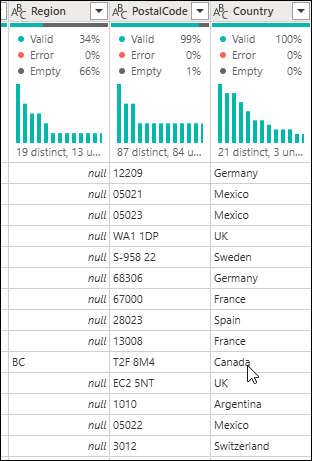 ABC Region ABC PostalCode ABC Country
Valid 34% Valid 99% Valid 100%
Error 0% Error 0% Error 0%
Empty 66% Empty 1% Empty 0%
19 distinct, 13 u... 87 distinct, 84 u... 21 distinct, 3 un...
null 12209 Germany
null 05021 Mexico
null 05023 Mexico
null WA1 1DP UK
null S-958 22 Sweden
null 68306 Germany
null 67000 France
null 28023 Spain
null 13008 France
BC T2F 8M4 Canada
null EC2 5NT UK
null 1010 Argentina
null 05022 Mexico
null 3012 Switzerland